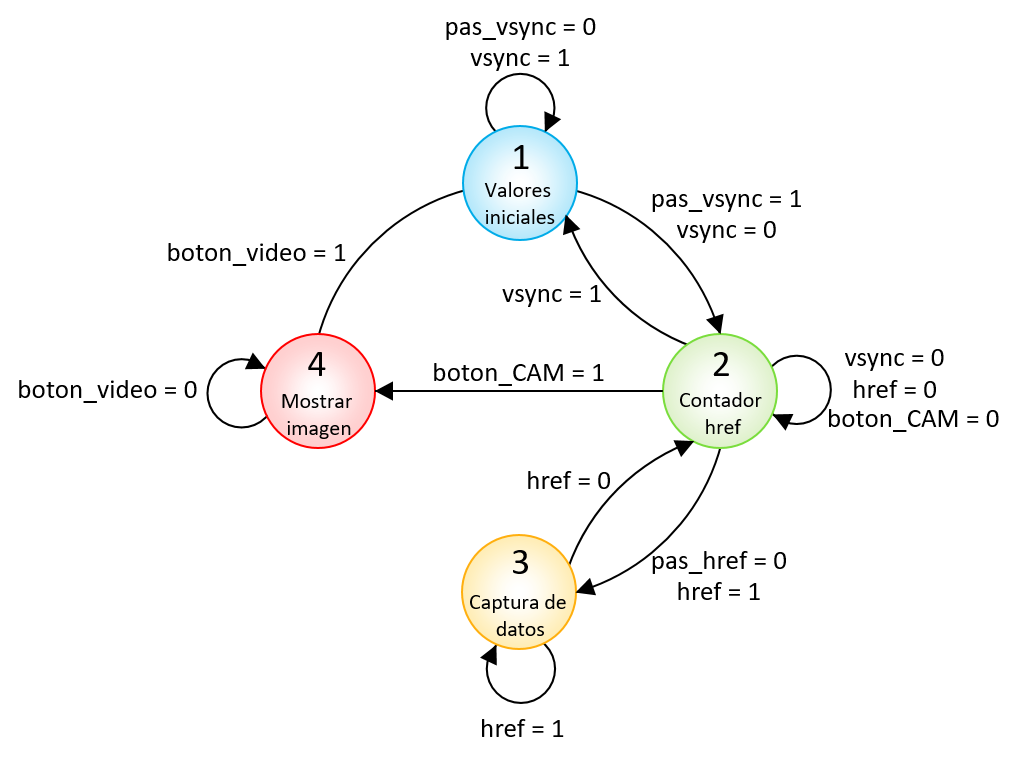 pas_vsync = 0
vsync = 1
1
Valores
iniciales
pas_vsync = 1
vsync = 0
boton_video = 1
vsync = 1
4
Mostrar
imagen
boton_video = 0
boton_CAM = 1
2
Contador
href
vsync = 0
href = 0
boton_CAM = 0
href = 0
pas_href = 0
href = 1
3
Captura de
datos
href = 1